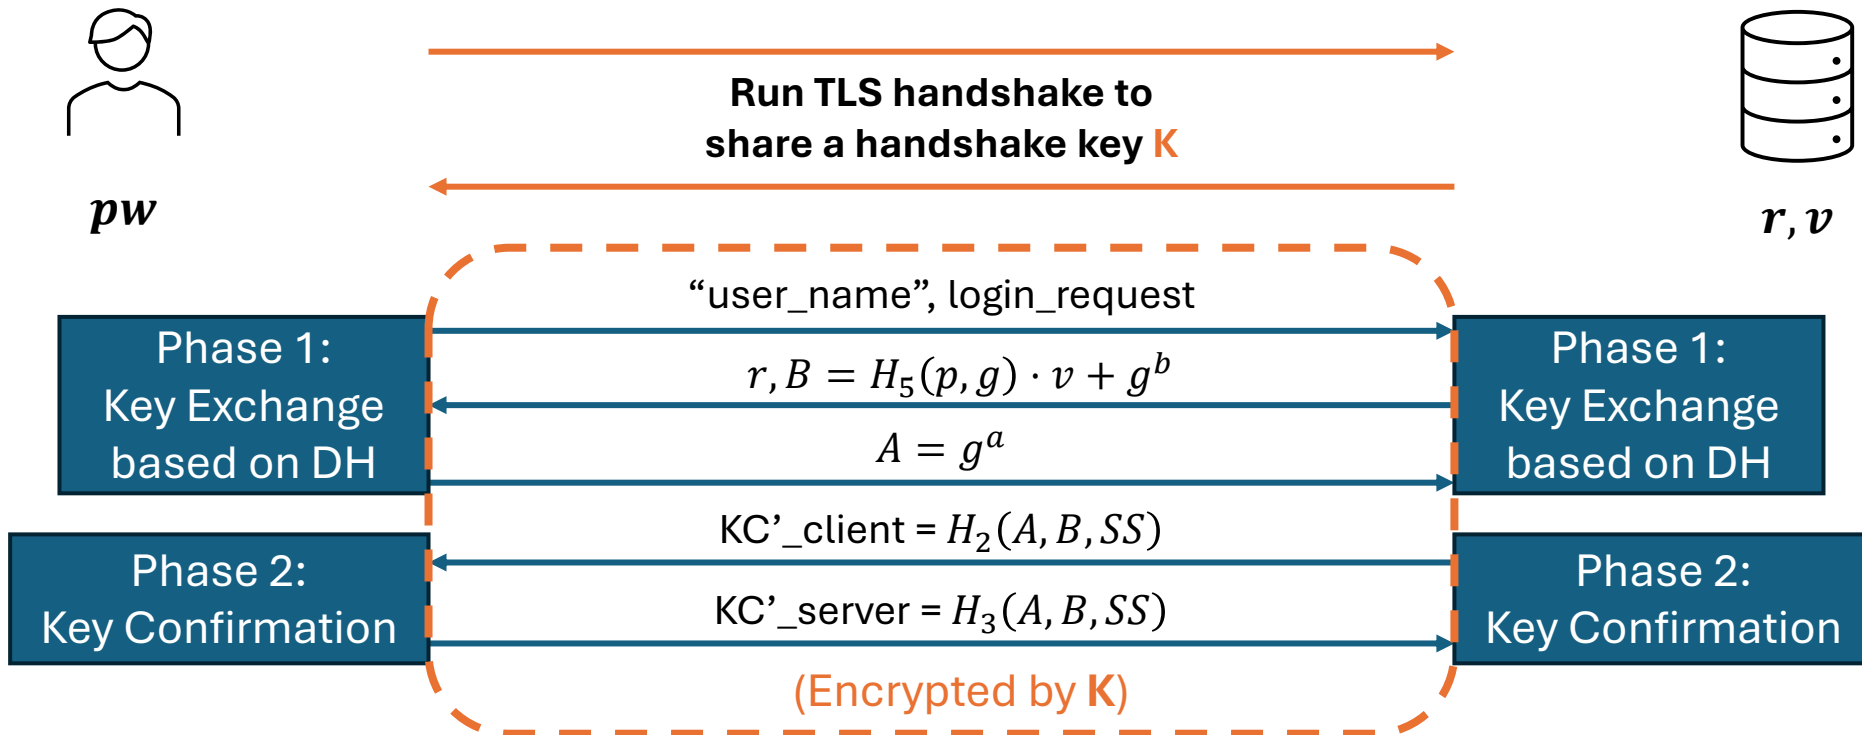 Run TLS handshake to
share a handshake key K
pw
r, v
"user_name", login_request
Phase 1:
Key Exchange
based on DH
r, B = H₅(p, g) · v + gᵇ
A = gᵃ
Phase 1:
Key Exchange
based on DH
KC’_client = H₂(A, B, SS)
Phase 2:
Key Confirmation
KC’_server = H₃(A, B, SS)
Phase 2:
Key Confirmation
(Encrypted by K)